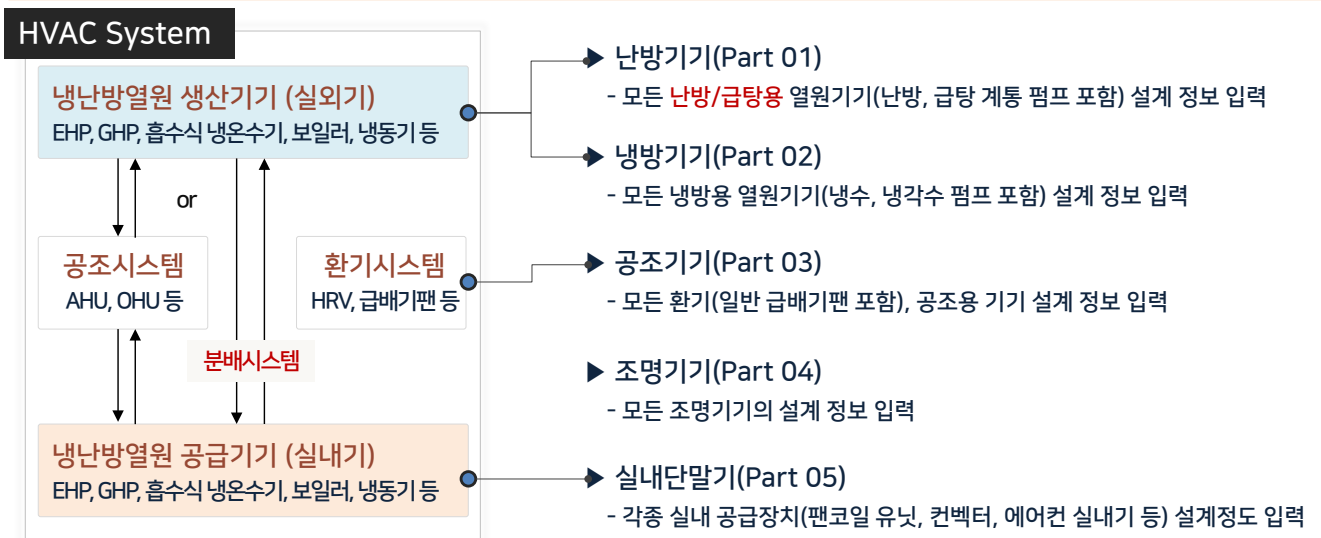 HVAC System
냉난방열원 생산기기 (실외기)
EHP, GHP, 흡수식 냉온수기, 보일러, 냉동기 등
or
공조시스템
AHU, OHU 등
환기시스템
HRV, 급배기팬 등
분배시스템
냉난방열원 공급기기 (실내기)
EHP, GHP, 흡수식 냉온수기, 보일러, 냉동기 등
▶ 난방기기(Part 01)
- 모든 난방/급탕용 열원기기(난방, 급탕 계통 펌프 포함) 설계 정보 입력
▶ 냉방기기(Part 02)
- 모든 냉방용 열원기기(냉수, 냉각수 펌프 포함) 설계 정보 입력
▶ 공조기기(Part 03)
- 모든 환기(일반 급배기팬 포함), 공조용 기기 설계 정보 입력
▶ 조명기기(Part 04)
- 모든 조명기기의 설계 정보 입력
▶ 실내단말기(Part 05)
- 각종 실내 공급장치(팬코일 유닛, 컨벡터, 에어컨 실내기 등) 설계정도 입력